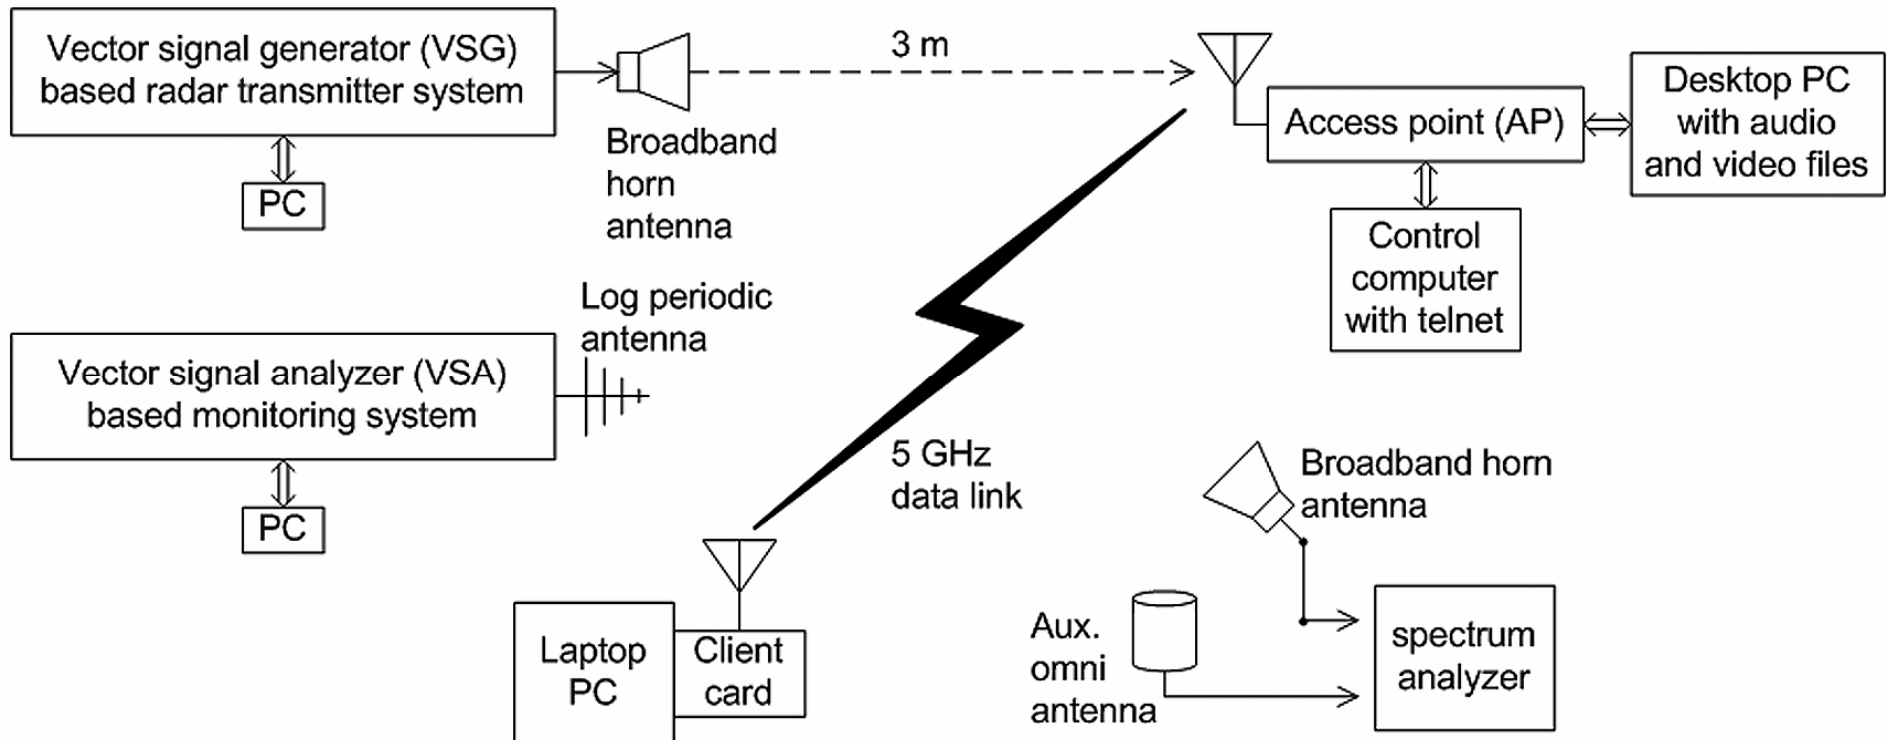 Vector signal generator (VSG)
based radar transmitter system
PC
Broadband
horn
antenna
3 m
Access point (AP)
Desktop PC
with audio
and video files
Control
computer
with telnet
Log periodic
antenna
Vector signal analyzer (VSA)
based monitoring system
PC
5 GHz
data link
Laptop
PC
Client
card
Broadband horn
antenna
Aux.
omni
antenna
spectrum
analyzer